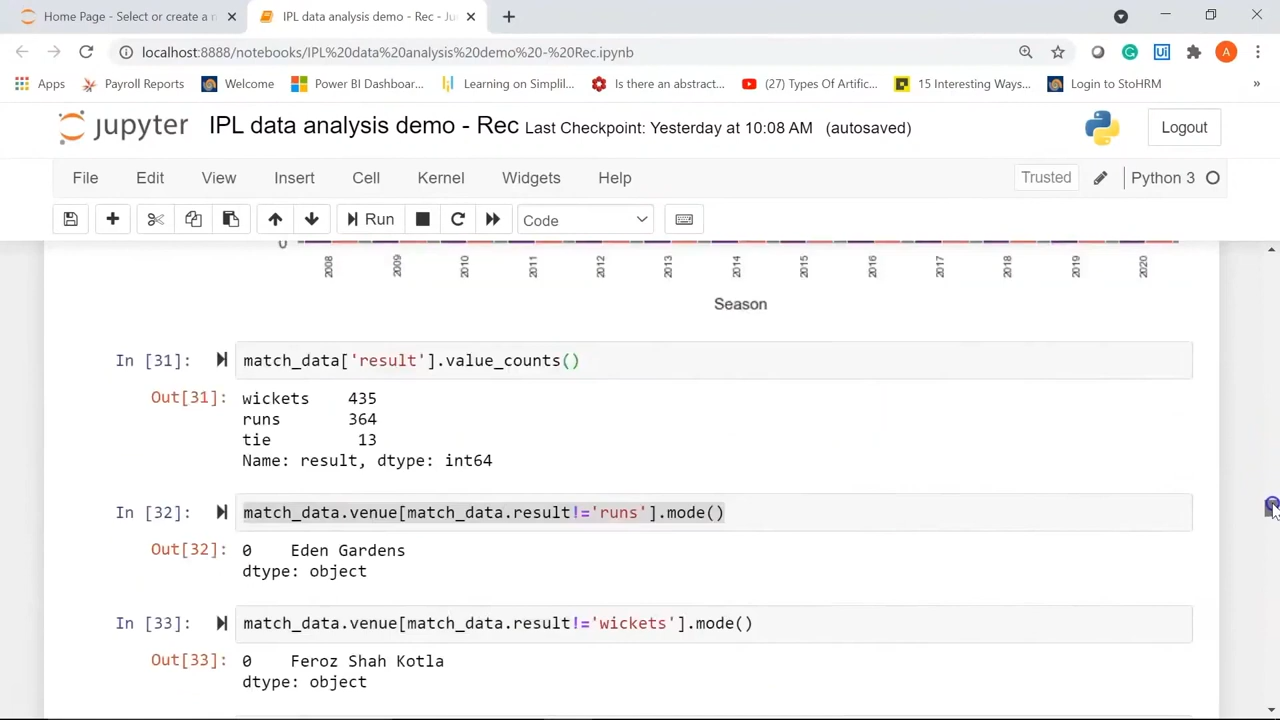 Home Page - Select or create a n
IPL data analysis demo - Rec - Ju
localhost:8888/notebooks/IPL%20data%20analysis%20demo%20-%20Rec.ipynb
A
Apps
Payroll Reports
Welcome
Power BI Dashboar...
Learning on Simplil...
Is there an abstract...
(27) Types Of Artific...
15 Interesting Ways...
Login to StoHRM
»
jupyter
IPL data analysis demo - Rec Last Checkpoint: Yesterday at 10:08 AM (autosaved)
Logout
File
Edit
View
Insert
Cell
Kernel
Widgets
Help
Trusted
Python 3
Run
Code
0
2008
2009
2010
2011
2012
2013
2014
2015
2016
2017
2018
2019
2020
Season
In [31]: match_data['result'].value_counts()
Out[31]: wickets 435
runs 364
tie 13
Name: result, dtype: int64
In [32]: match_data.venue[match_data.result!='runs'].mode()
Out[32]: 0 Eden Gardens
dtype: object
In [33]: match_data.venue[match_data.result!='wickets'].mode()
Out[33]: 0 Feroz Shah Kotla
dtype: object